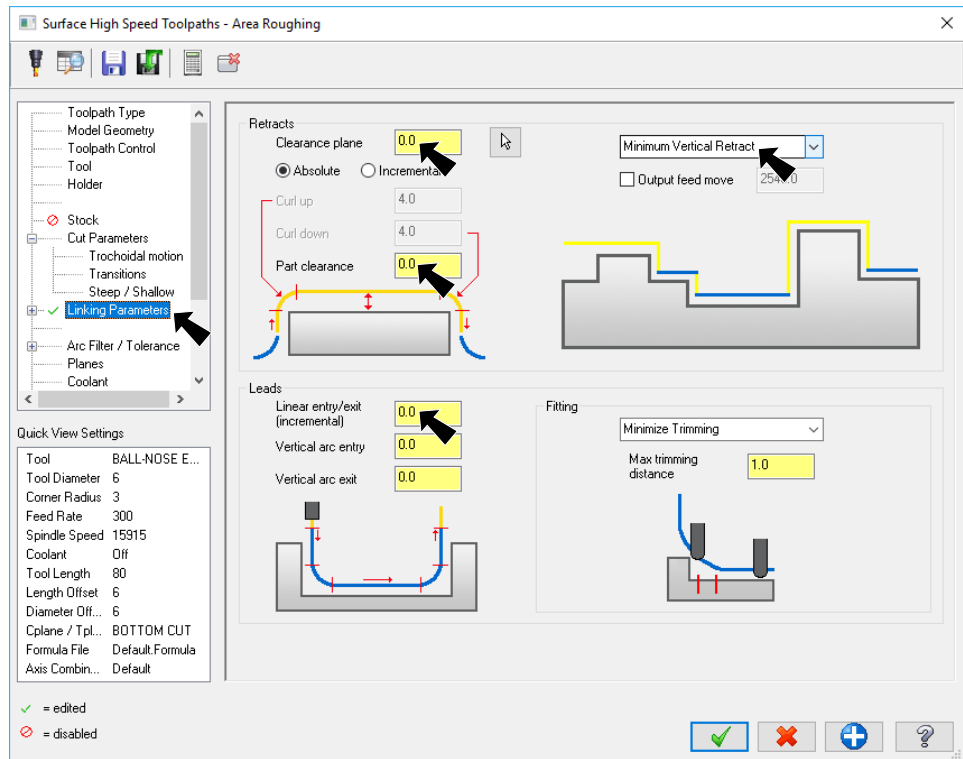 Surface High Speed Toolpaths - Area Roughing
Toolpath Type
Model Geometry
Toolpath Control
Tool
Holder
Stock
Cut Parameters
Trochoidal motion
Transitions
Steep / Shallow
Linking Parameters
Arc Filter / Tolerance
Planes
Coolant
Quick View Settings
Tool BALL-NOSE E...
Tool Diameter 6
Corner Radius 3
Feed Rate 300
Spindle Speed 15915
Coolant Off
Tool Length 80
Length Offset 6
Diameter Off... 6
Cplane / Tpl... BOTTOM CUT
Formula File Default.Formula
Axis Combin... Default
= edited
= disabled
Retracts
Clearance plane 0.0
Absolute Incremental
Curl up 4.0
Curl down 4.0
Part clearance 0.0
Minimum Vertical Retract
Output feed move
Leads
Linear entry/exit 0.0
(incremental)
Vertical arc entry 0.0
Vertical arc exit 0.0
Fitting
Minimize Trimming
Max trimming
distance 1.0